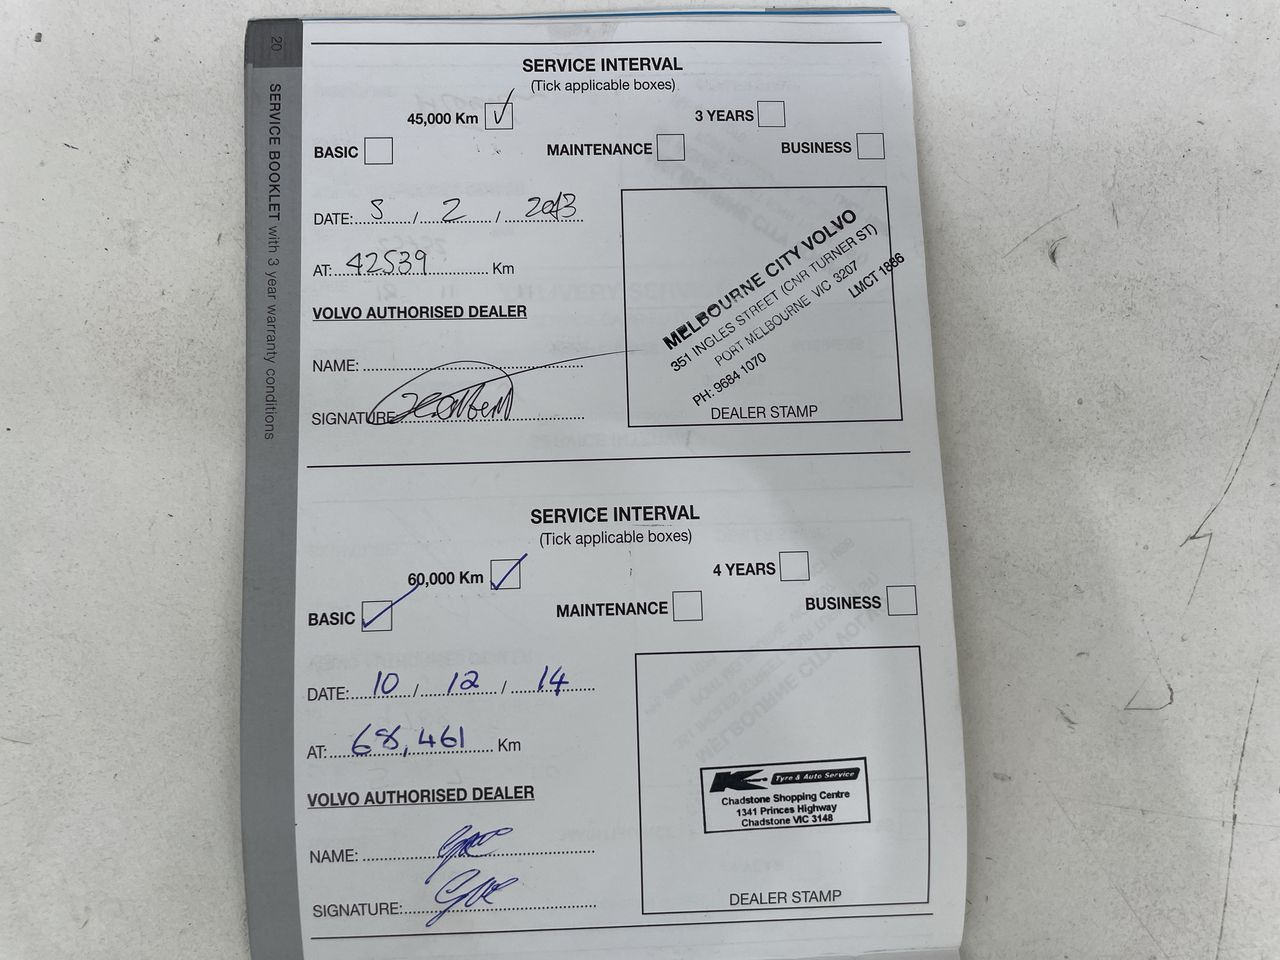 20
SERVICE BOOKLET with 3 year warranty conditions
SERVICE INTERVAL
(Tick applicable boxes)
45,000 Km ✓
3 YEARS
BASIC
MAINTENANCE
BUSINESS
DATE: 5 / 2 / 2013
AT: 42539 Km
VOLVO AUTHORISED DEALER
NAME:
SIGNATURE
MELBOURNE CITY VOLVO
351 INGLES STREET (CNR TURNER ST)
PORT MELBOURNE VIC 3207
PH: 9684 1070
LMCT 1886
DEALER STAMP
SERVICE INTERVAL
(Tick applicable boxes)
60,000 Km ✓
4 YEARS
BASIC ✓
MAINTENANCE
BUSINESS
DATE: 10 / 12 / 14
AT: 68,461 Km
VOLVO AUTHORISED DEALER
NAME:
SIGNATURE:
K Tyre & Auto Service
Chadstone Shopping Centre
1341 Princes Highway
Chadstone VIC 3148
DEALER STAMP